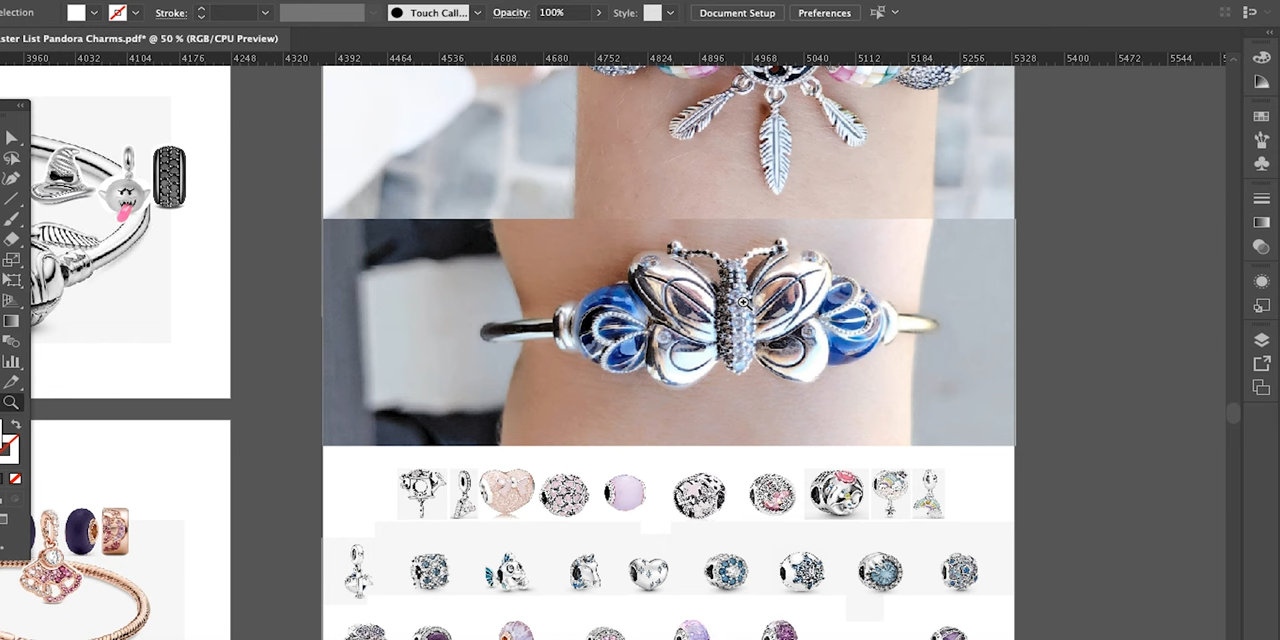 election
Stroke:
Touch Call...
Opacity:
100%
Style:
Document Setup
Preferences
aster List Pandora Charms.pdf* @ 50 % (RGB/CPU Preview)
3960 4032 4104 4176 4248 4320 4392 4464 4536 4608 4680 4752 4824 4896 4968 5040 5112 5184 5256 5328 5400 5472 5544